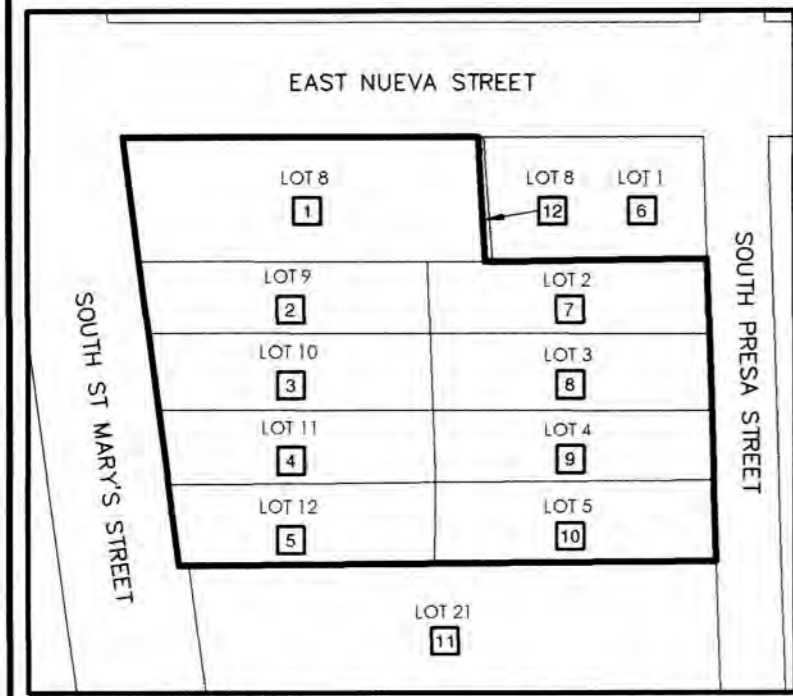 EAST NUEVA STREET
LOT 8
1
LOT 8
12
LOT 1
6
LOT 9
2
LOT 2
7
LOT 10
3
LOT 3
8
LOT 11
4
LOT 4
9
LOT 12
5
LOT 5
10
LOT 21
11
SOUTH ST MARY'S STREET
SOUTH PRESA STREET